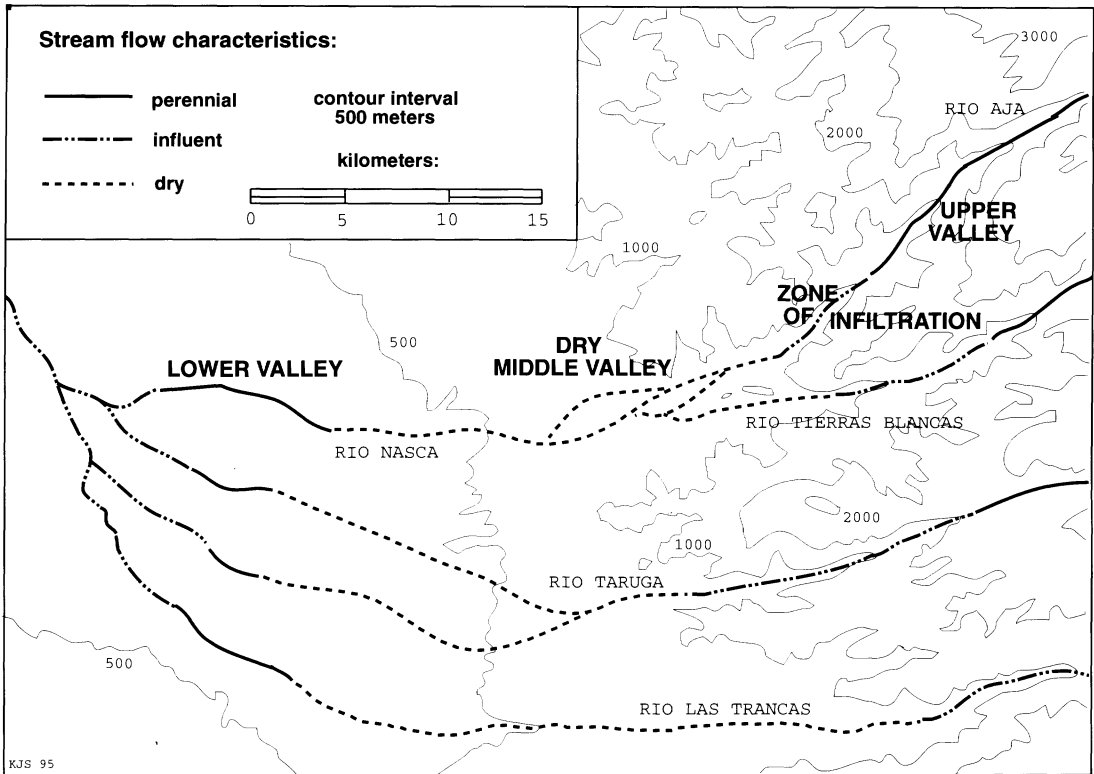 Stream flow characteristics:
perennial
influent
dry
contour interval
500 meters
kilometers:
0 5 10 15
3000
RIO AJA
2000
UPPER
VALLEY
1000
ZONE
OF INFILTRATION
500
DRY
MIDDLE VALLEY
LOWER VALLEY
RIO TIERRAS BLANCAS
RIO NASCA
2000
1000
RIO TARUGA
500
RIO LAS TRANCAS
KJS 95